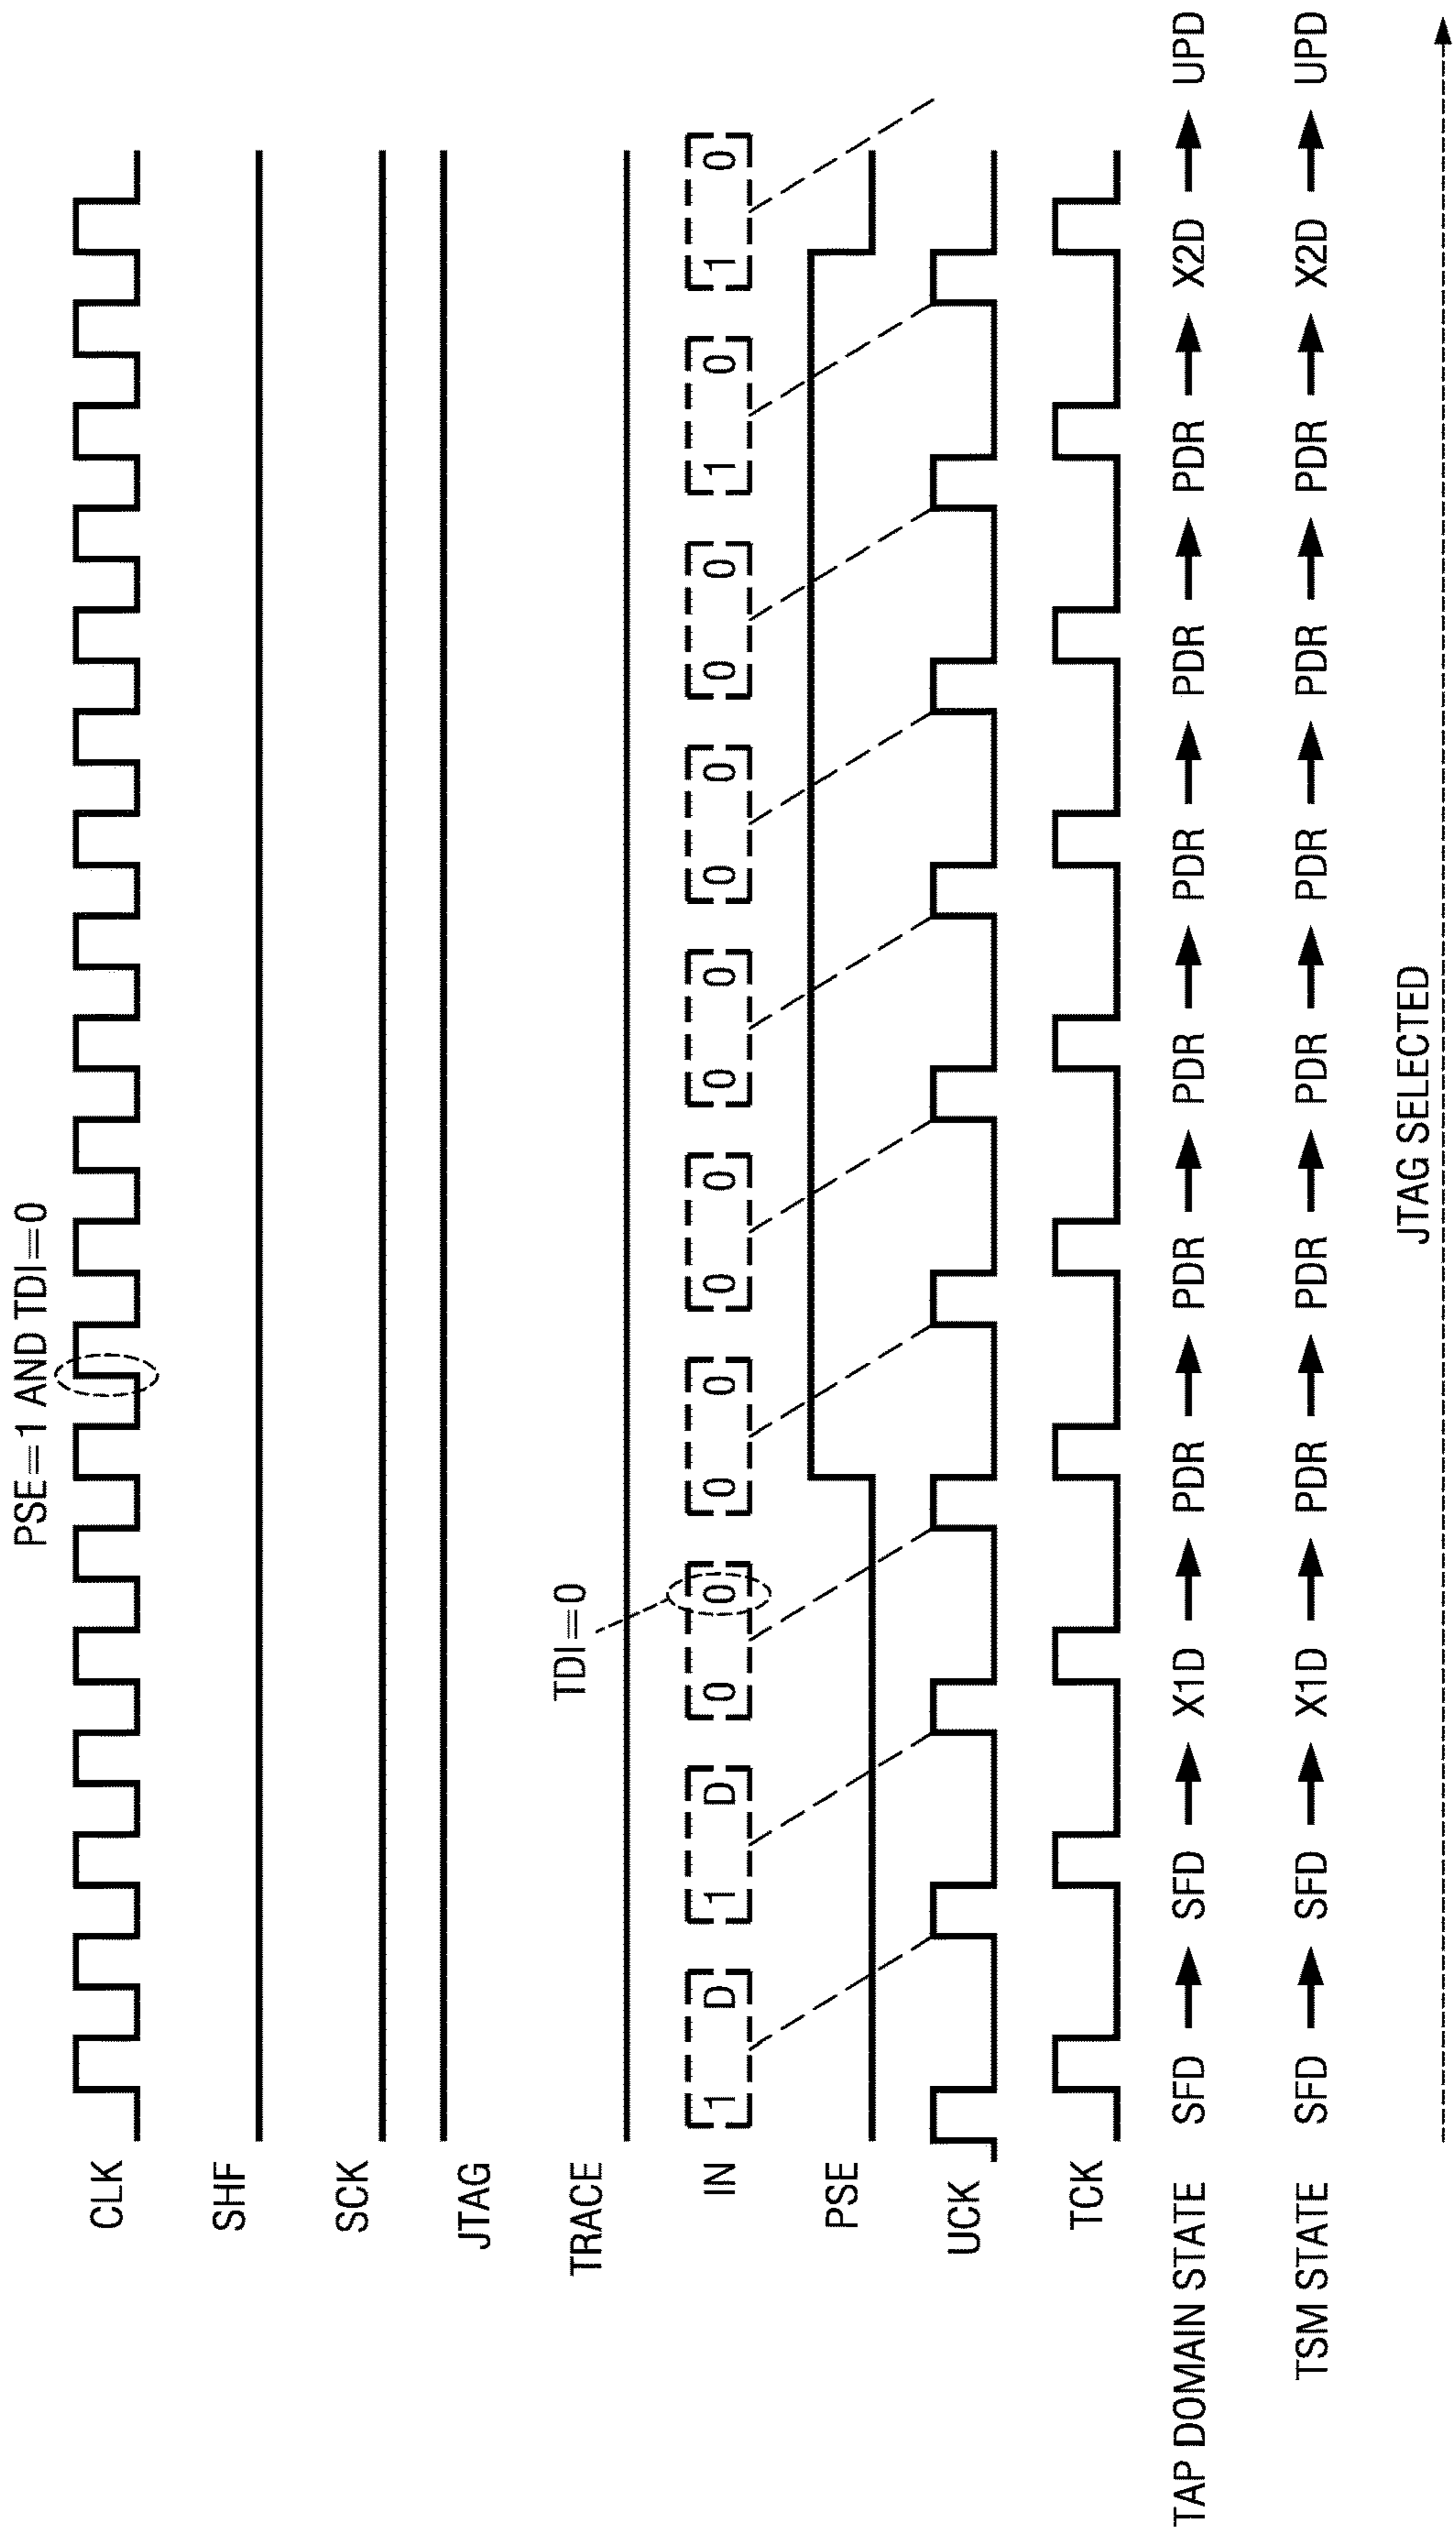 PSE=1 AND TDI=0
CLK
SHF
SCK
JTAG
TRACE
TDI=0
IN 1 D 1 D 0 0 0 0 0 0 0 0 0 0 0 0 1 0 1 0
PSE
UCK
TCK
TAP DOMAIN STATE SFD → SFD → X1D → PDR → PDR → PDR → PDR → PDR → PDR → X2D → UPD
TSM STATE SFD → SFD → X1D → PDR → PDR → PDR → PDR → PDR → PDR → X2D → UPD
JTAG SELECTED